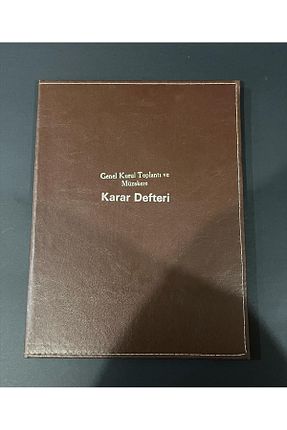 Genel Kurul Toplantı ve
Müzakere
Karar Defteri